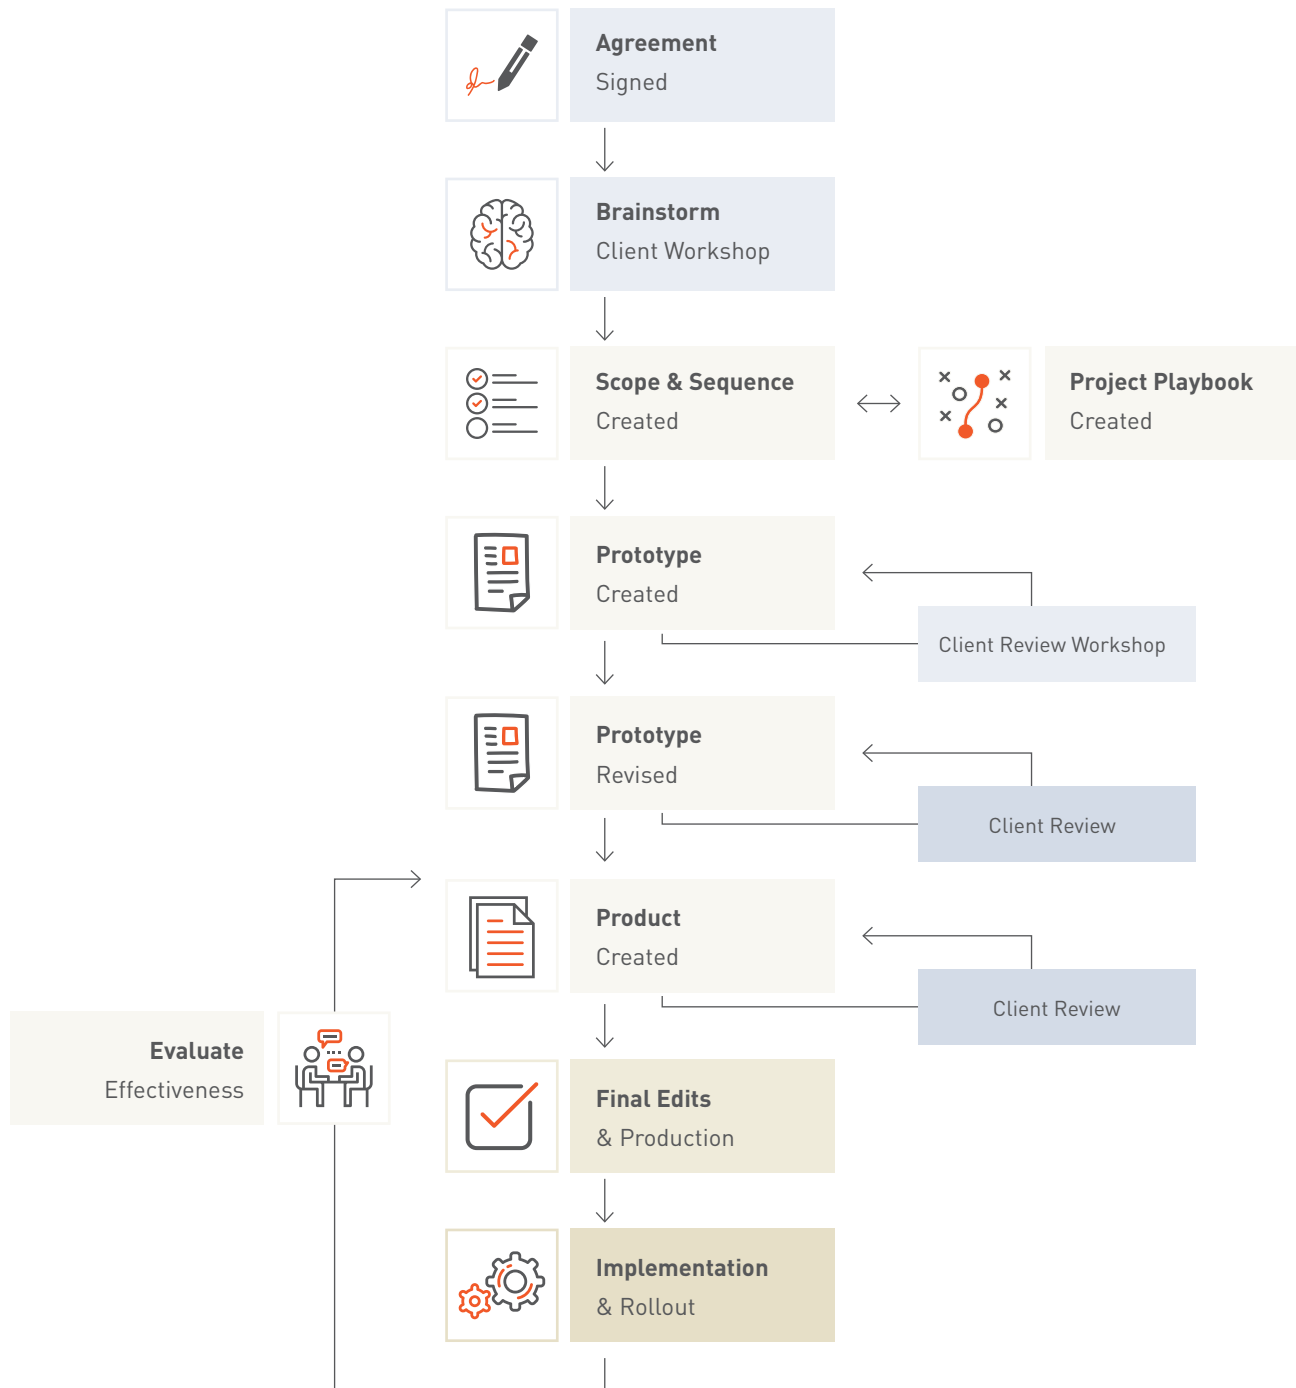 Agreement
Signed
Brainstorm
Client Workshop
Scope & Sequence
Created
Project Playbook
Created
Prototype
Created
Client Review Workshop
Prototype
Revised
Client Review
Product
Created
Client Review
Evaluate
Effectiveness
Final Edits
& Production
Implementation
& Rollout